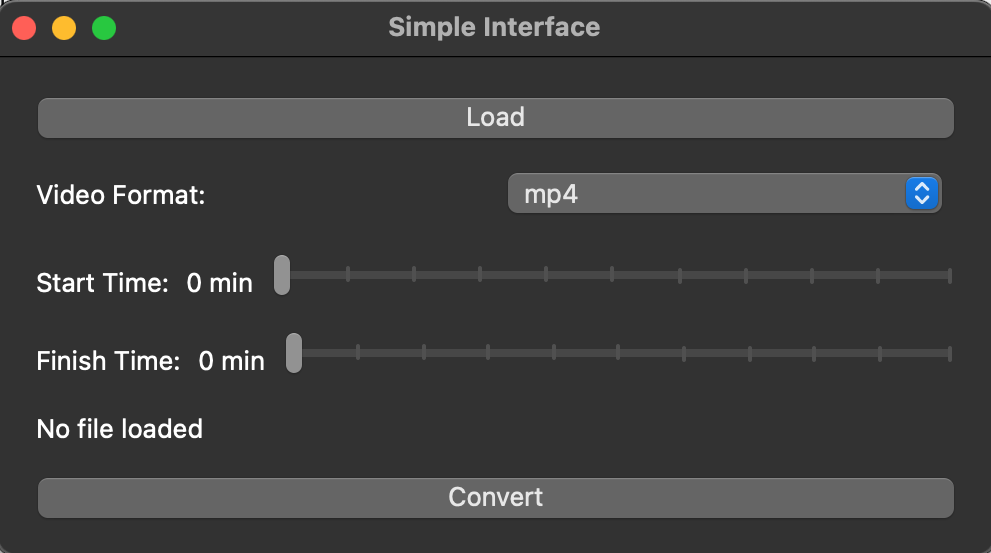 Simple Interface
Load
Video Format: mp4
Start Time: 0 min
Finish Time: 0 min
No file loaded
Convert